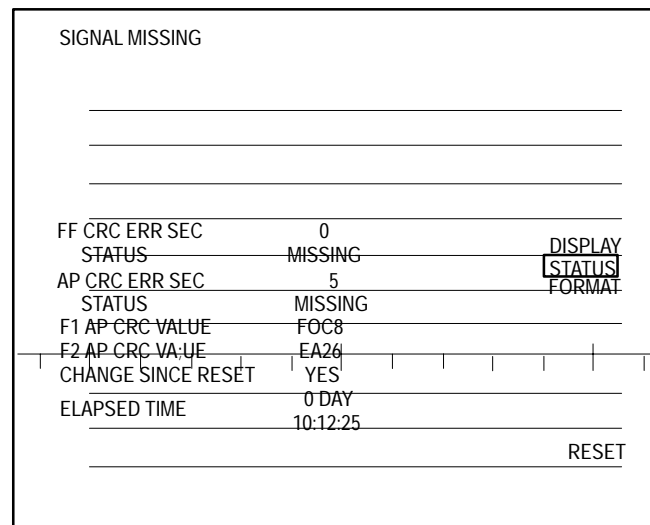 SIGNAL MISSING
FF CRC ERR SEC 0
STATUS MISSING
AP CRC ERR SEC 5
STATUS MISSING
F1 AP CRC VALUE FOC8
F2 AP CRC VA;UE EA26
CHANGE SINCE RESET YES
ELAPSED TIME 0 DAY
10:12:25
DISPLAY
STATUS
FORMAT
RESET